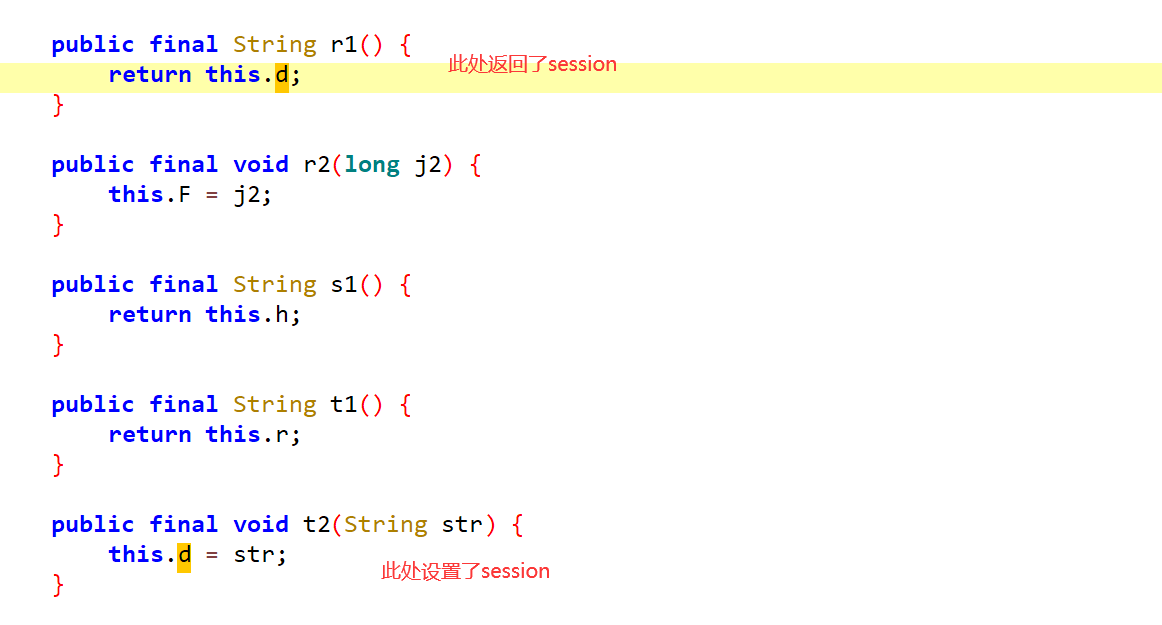 public final String r1() {
此处返回了session
return this.d;
}
public final void r2(long j2) {
this.F = j2;
}
public final String s1() {
return this.h;
}
public final String t1() {
return this.r;
}
public final void t2(String str) {
this.d = str;
此处设置了session
}